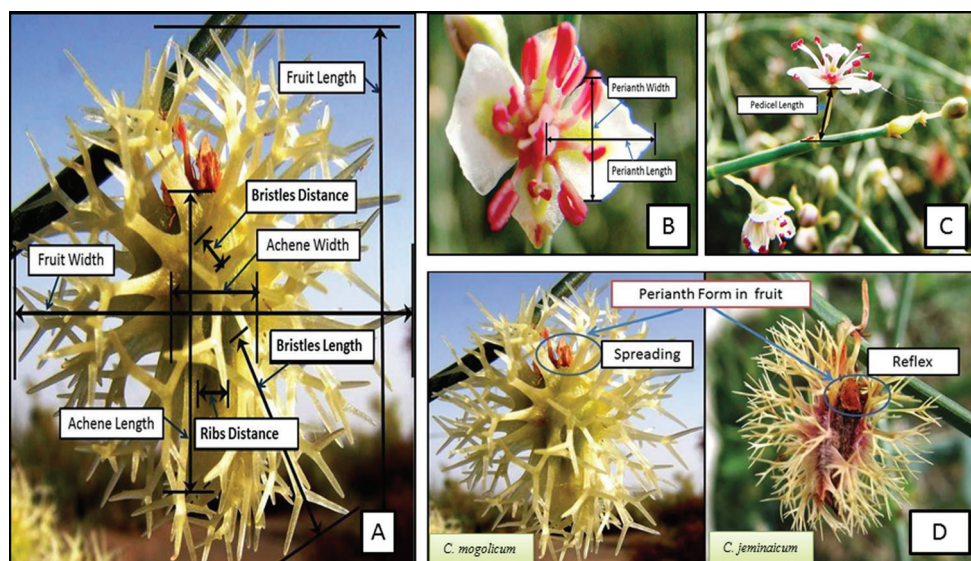 Fruit Length
Bristles Distance
Achene Width
Fruit Width
Bristles Length
Achene Length
Ribs Distance
A
Perianth Width
Perianth Length
B
Pedicel Length
C
Perianth Form in fruit
Spreading
Reflex
C. mogolicum
C. jeminaicum
D